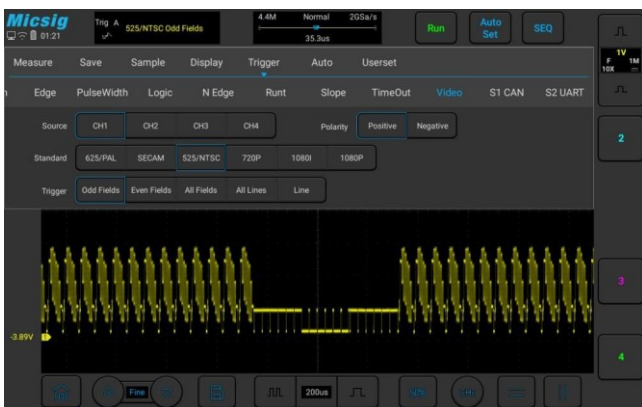 Micsig
01:21
Trig A
525/NTSC Odd Fields
4.4M Normal 2GSa/s
35.3us
Run
Auto Set
SEQ
Measure Save Sample Display Trigger Auto Userset
Edge PulseWidth Logic N Edge Runt Slope TimeOut Video S1 CAN S2 UART
Source CH1 CH2 CH3 CH4 Polarity Positive Negative
Standard 625/PAL SECAM 525/NTSC 720P 1080I 1080P
Trigger Odd Fields Even Fields All Fields All Lines Line
1V
F 1M
10X
2
3
4
-3.89V
Fine
200us